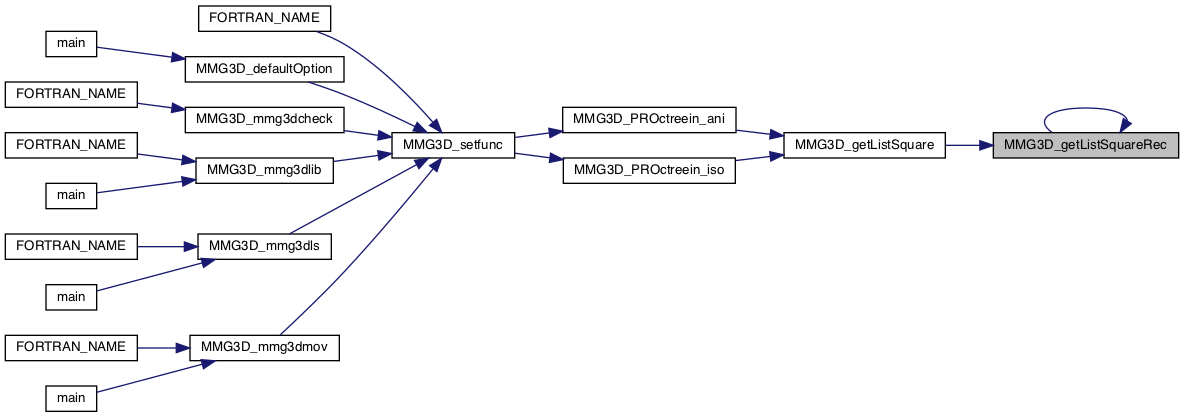 FORTRAN_NAME
main
MMG3D_defaultOption
FORTRAN_NAME
MMG3D_mmg3dcheck
MMG3D_PROctreein_ani
FORTRAN_NAME
MMG3D_setfunc
MMG3D_getListSquare
MMG3D_getListSquareRec
MMG3D_mmg3dlib
MMG3D_PROctreein_iso
main
FORTRAN_NAME
MMG3D_mmg3dls
main
FORTRAN_NAME
MMG3D_mmg3dmov
main